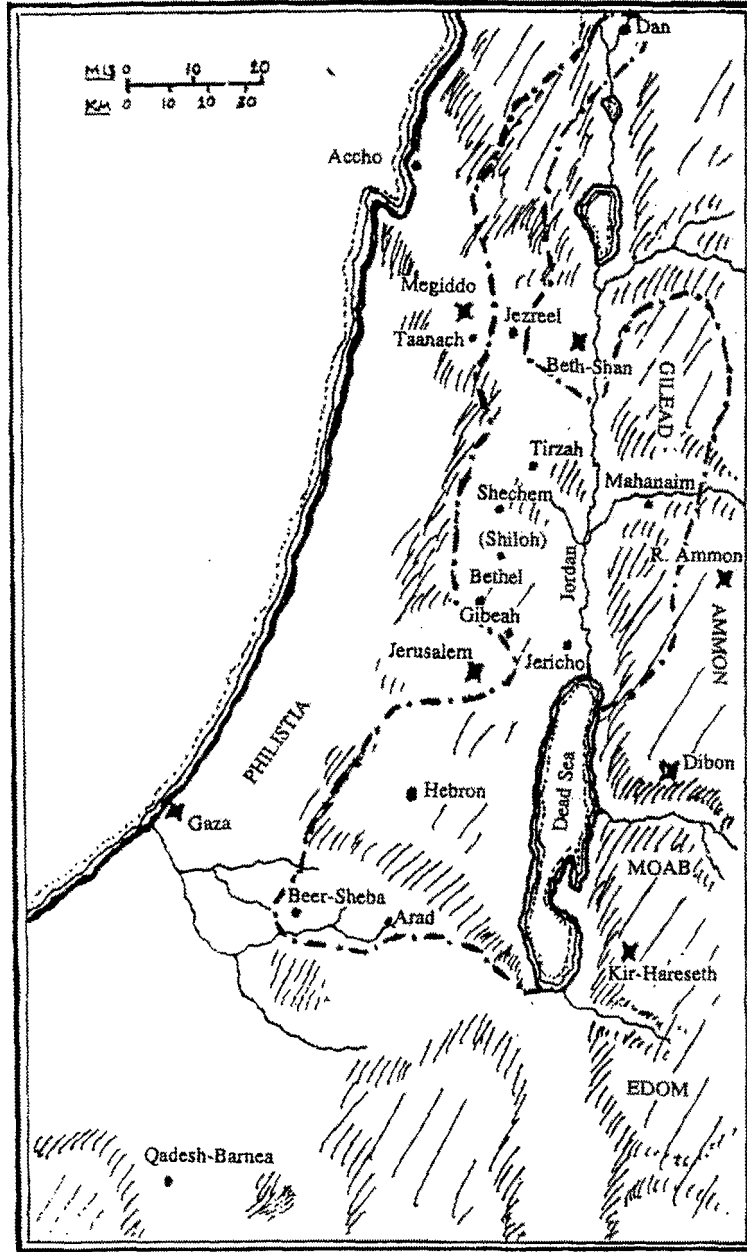 Dan
MLS 0 10 20
KM 0 10 20 30
Accho
Megiddo
Jezreel
Taanach
Beth-Shan
GILEAD
Tirzah
Mahanaim
Shechem
(Shiloh)
R. Ammon
Bethel
Jordan
Gibeah
AMMON
Jerusalem
Jericho
PHILISTIA
Dibon
Dead Sea
Hebron
Gaza
MOAB
Beer-Sheba
Arad
Kir-Hareseth
EDOM
Qadesh-Barnea